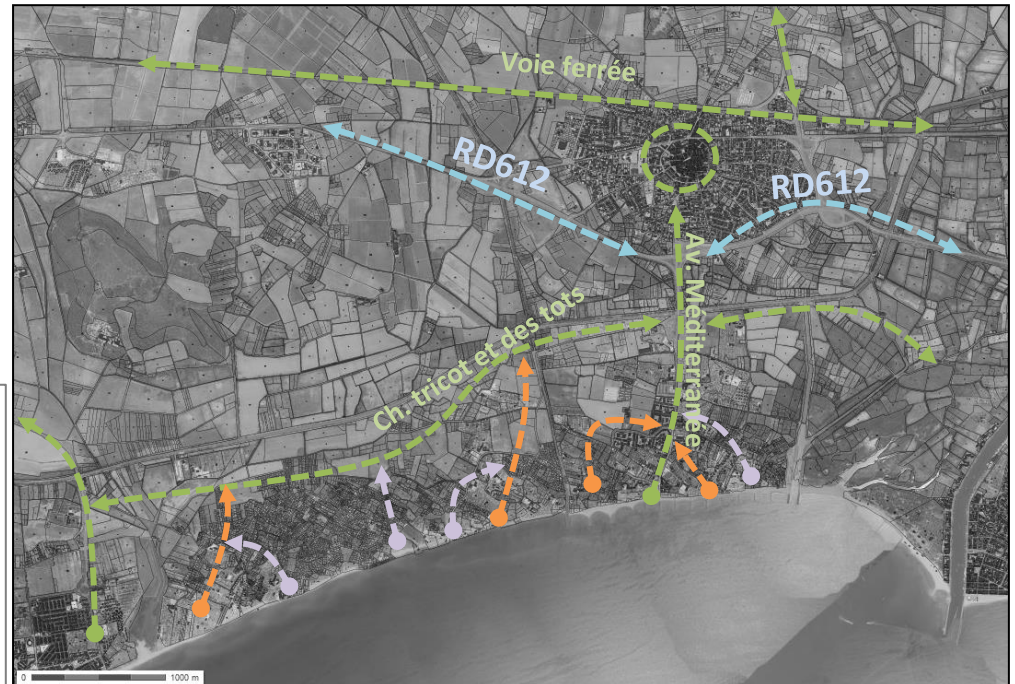 Voie ferrée
RD612
RD612
Av. Méditerranée
Ch. tricot et des tots
0 1000 m